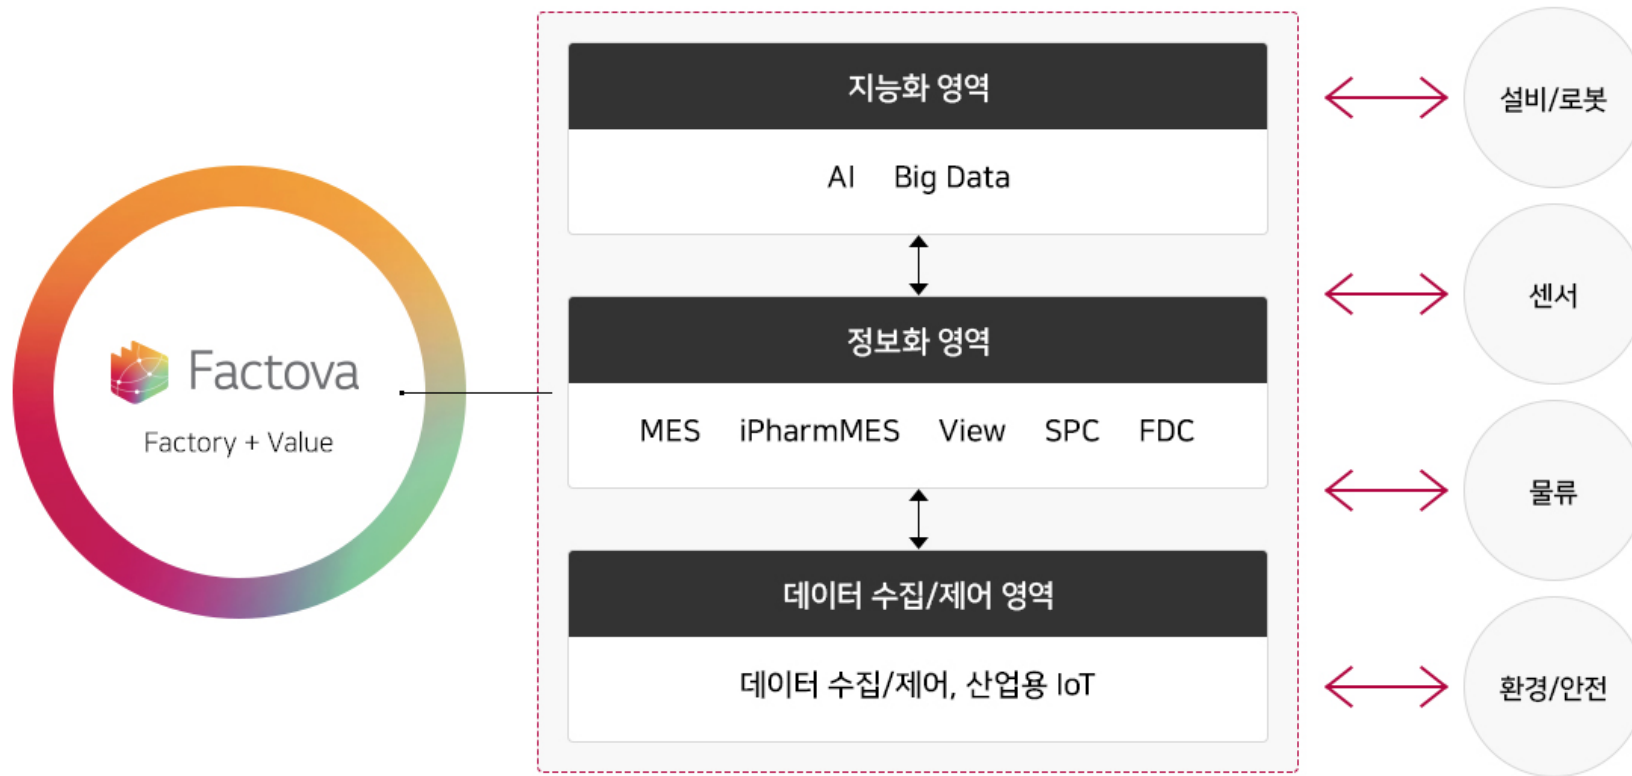 Factova
Factory + Value
지능화 영역
AI Big Data
정보화 영역
MES iPharmMES View SPC FDC
데이터 수집/제어 영역
데이터 수집/제어, 산업용 IoT
설비/로봇
센서
물류
환경/안전